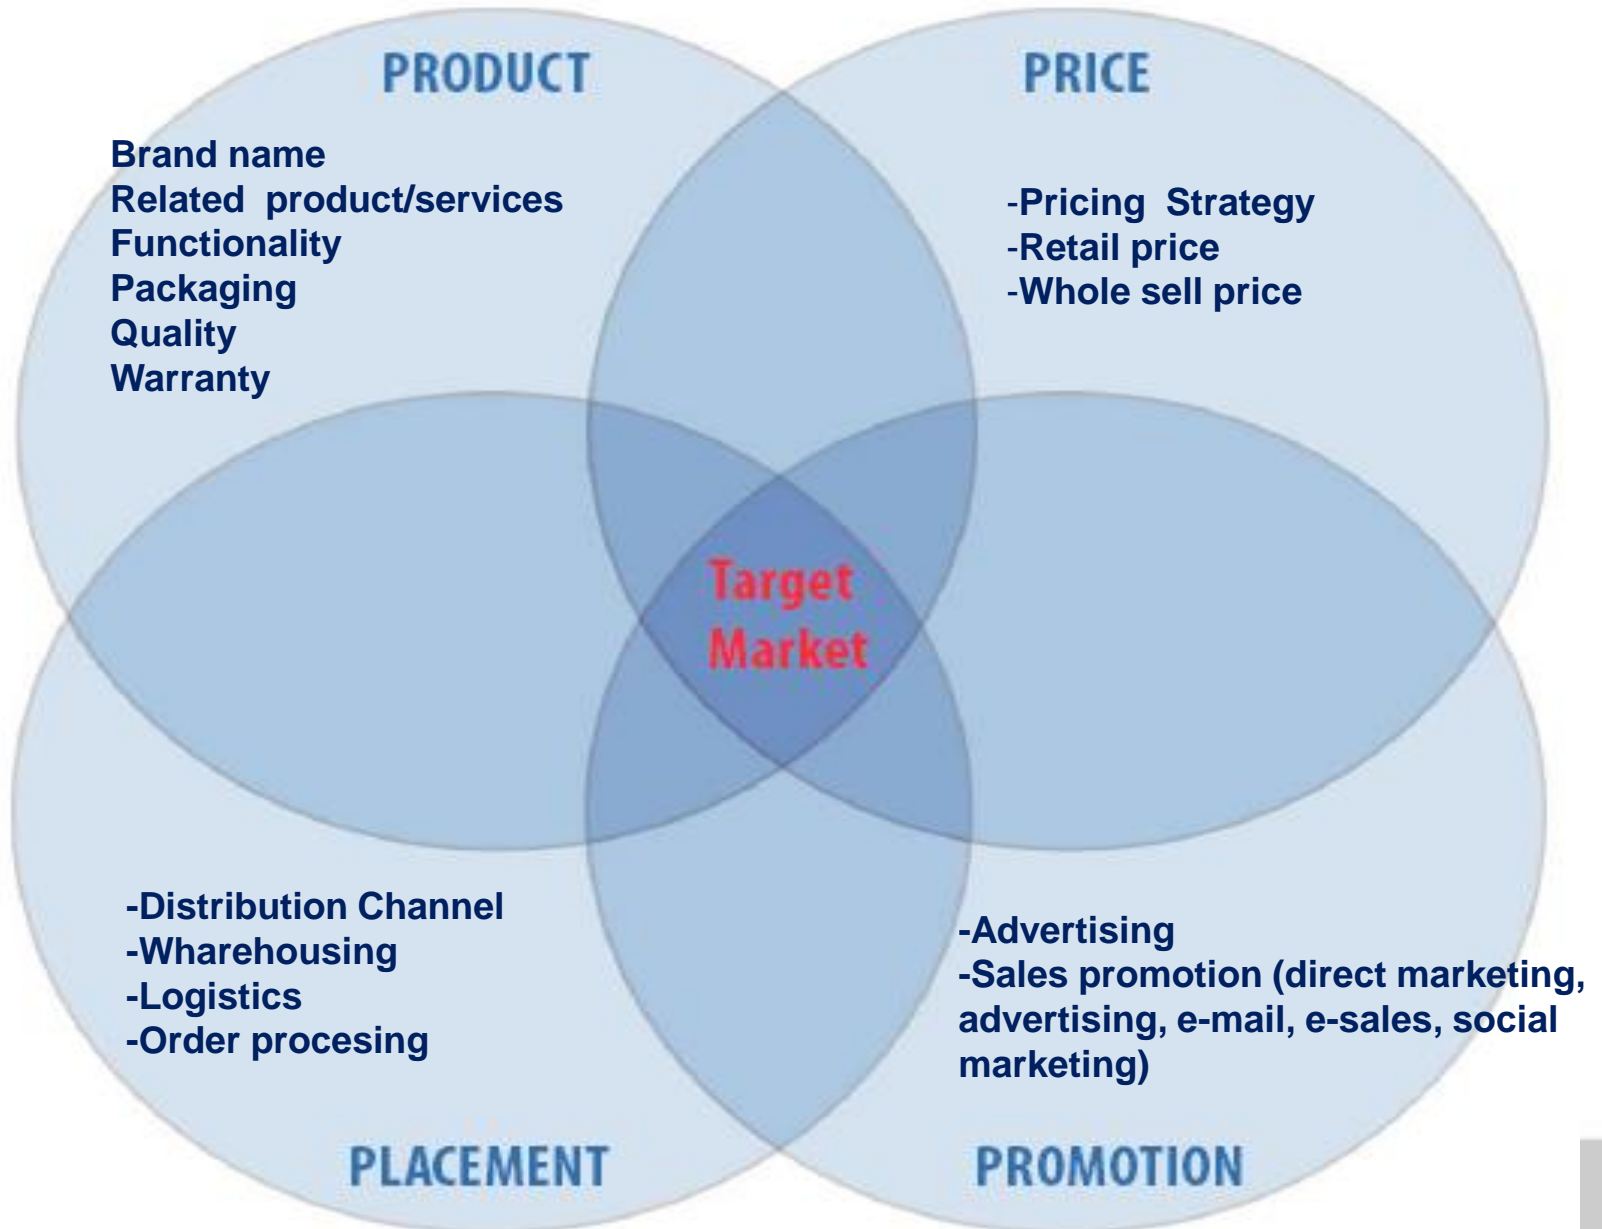 PRODUCT
Brand name
Related  product/services
Functionality
Packaging
Quality
Warranty
PRICE
-Pricing  Strategy
-Retail price
-Whole sell price
Target
Market
-Distribution Channel
-Wharehousing
-Logistics
-Order procesing
PLACEMENT
-Advertising
-Sales promotion (direct marketing,
advertising, e-mail, e-sales, social
marketing)
PROMOTION